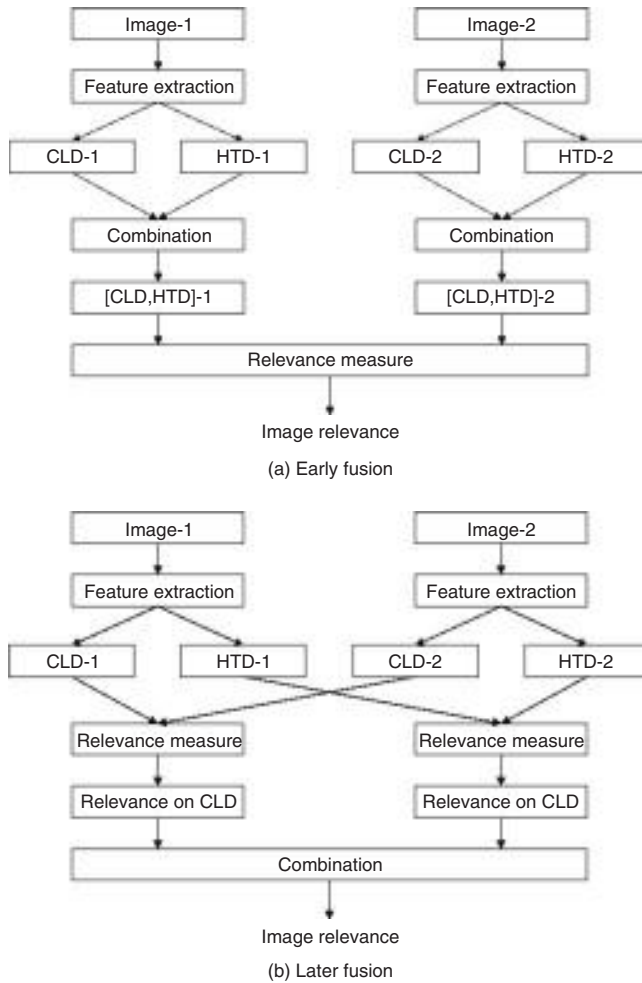 Image-1 Image-2
Feature extraction Feature extraction
CLD-1 HTD-1 CLD-2 HTD-2
Combination Combination
[CLD,HTD]-1 [CLD,HTD]-2
Relevance measure
Image relevance
(a) Early fusion
Image-1 Image-2
Feature extraction Feature extraction
CLD-1 HTD-1 CLD-2 HTD-2
Relevance measure Relevance measure
Relevance on CLD Relevance on CLD
Combination
Image relevance
(b) Later fusion